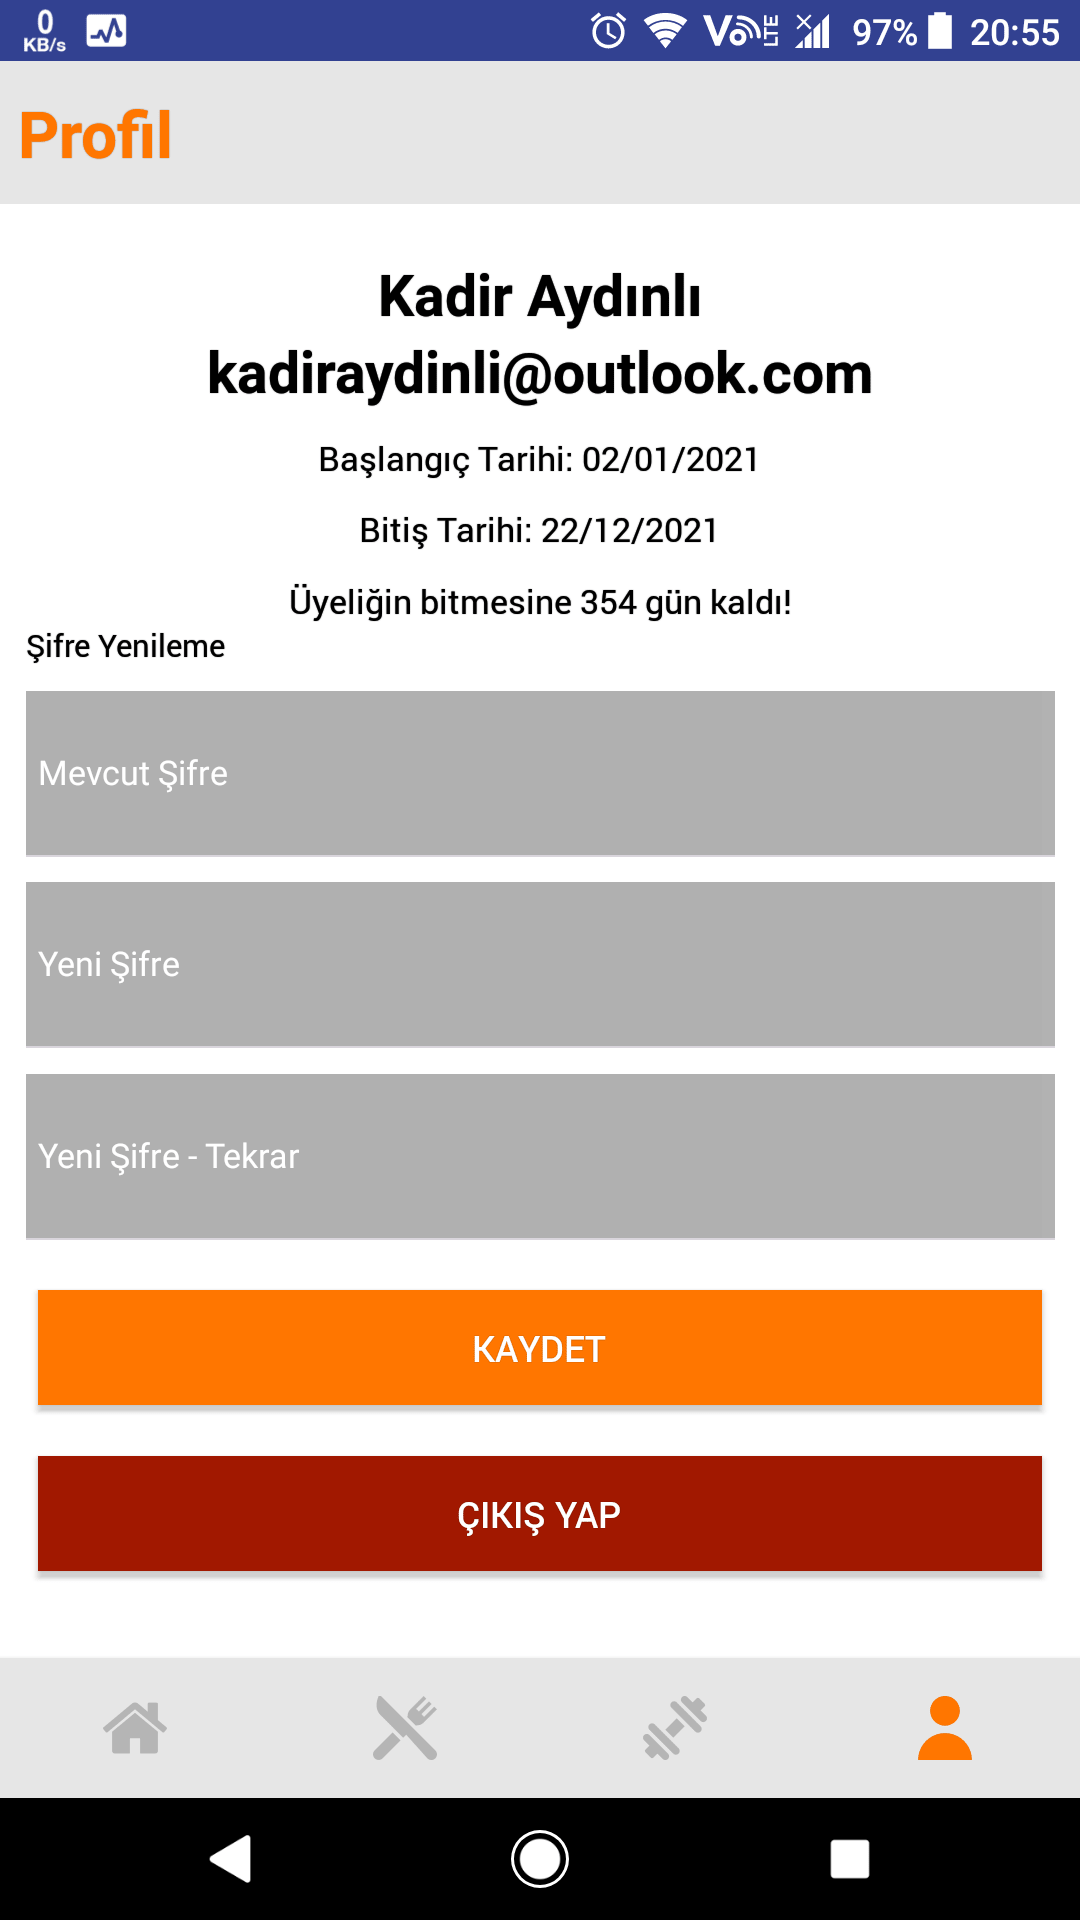 0
KB/s
VoLTE 97% 20:55
Profil
Kadir Aydınlı
kadiraydinli@outlook.com
Başlangıç Tarihi: 02/01/2021
Bitiş Tarihi: 22/12/2021
Üyeliğin bitmesine 354 gün kaldı!
Şifre Yenileme
Mevcut Şifre
Yeni Şifre
Yeni Şifre - Tekrar
KAYDET
ÇIKIŞ YAP